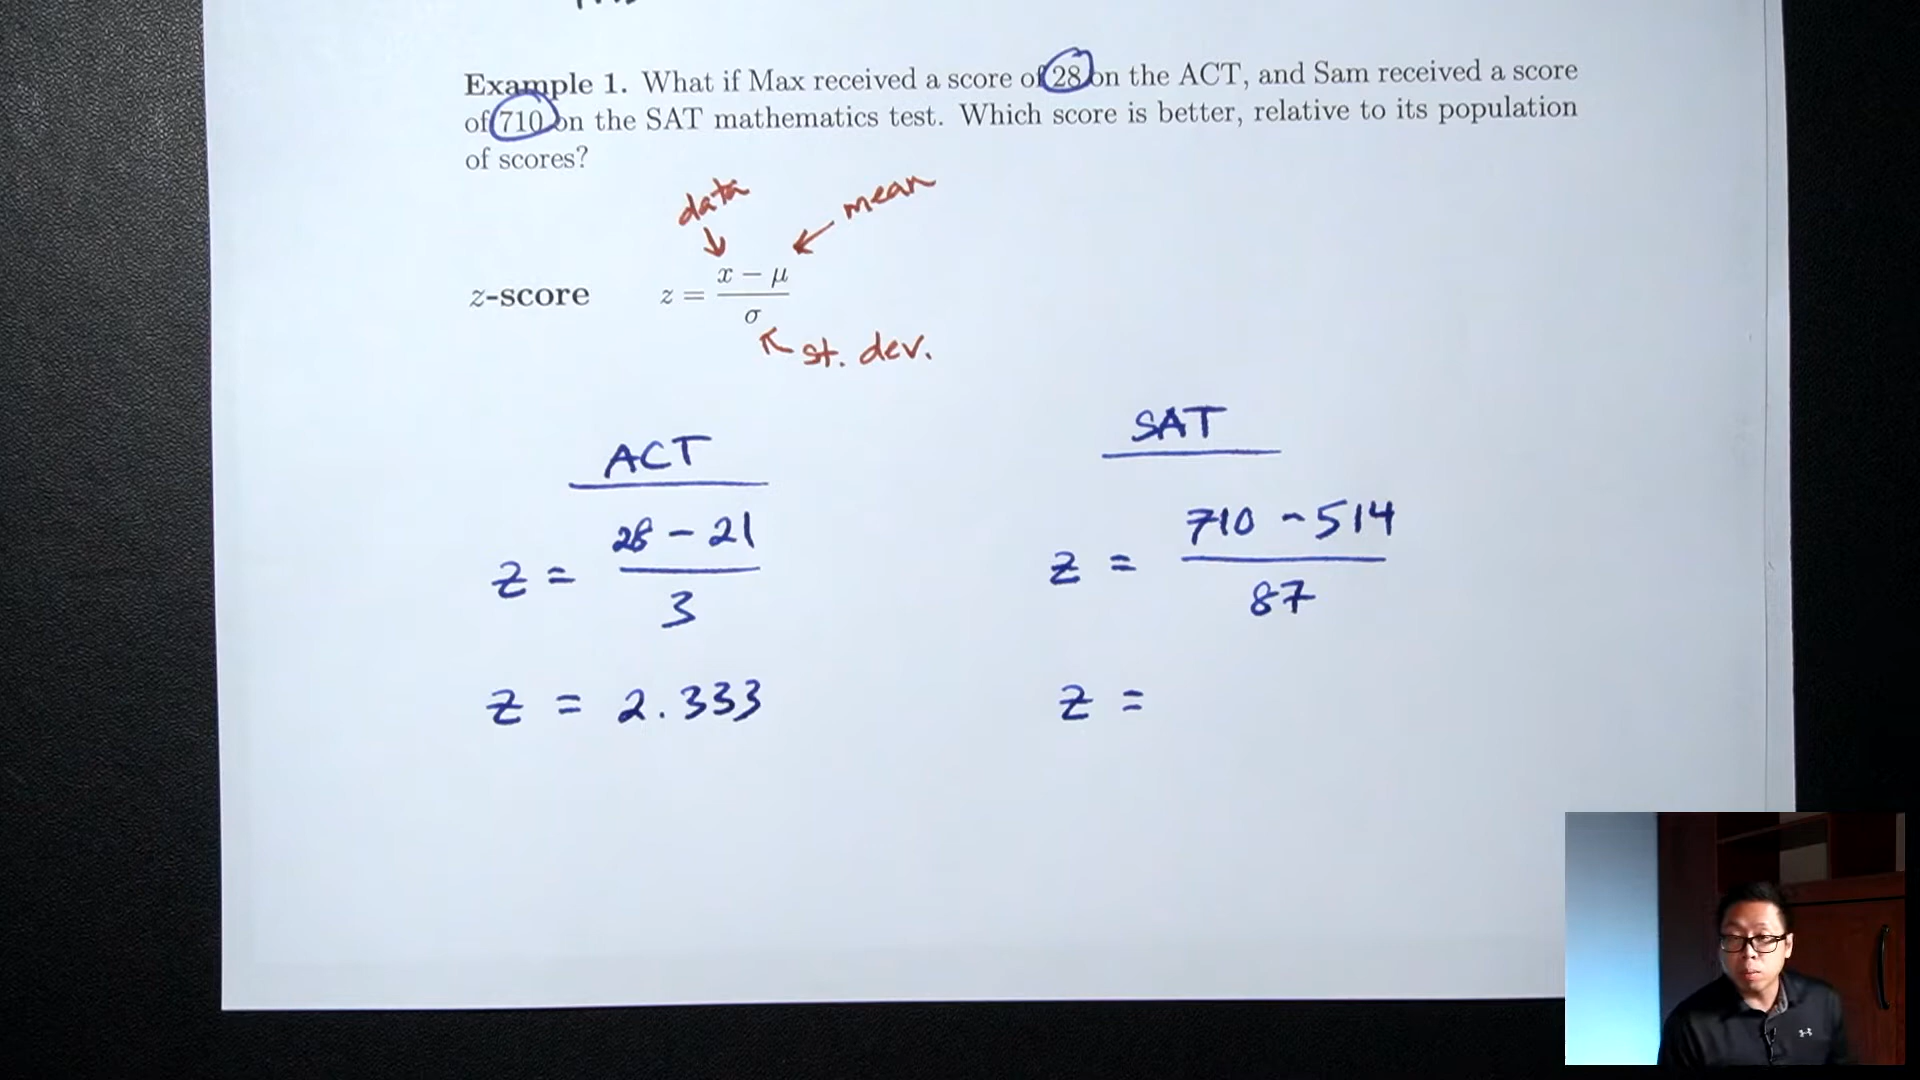 Example 1. What if Max received a score of 28 on the ACT, and Sam received a score
of 710 on the SAT mathematics test. Which score is better, relative to its population
of scores?
data
mean
z-score z = x − μ
σ
st. dev.
ACT
z = 28 - 21
3
z = 2.333
SAT
z = 710 - 514
87
z =